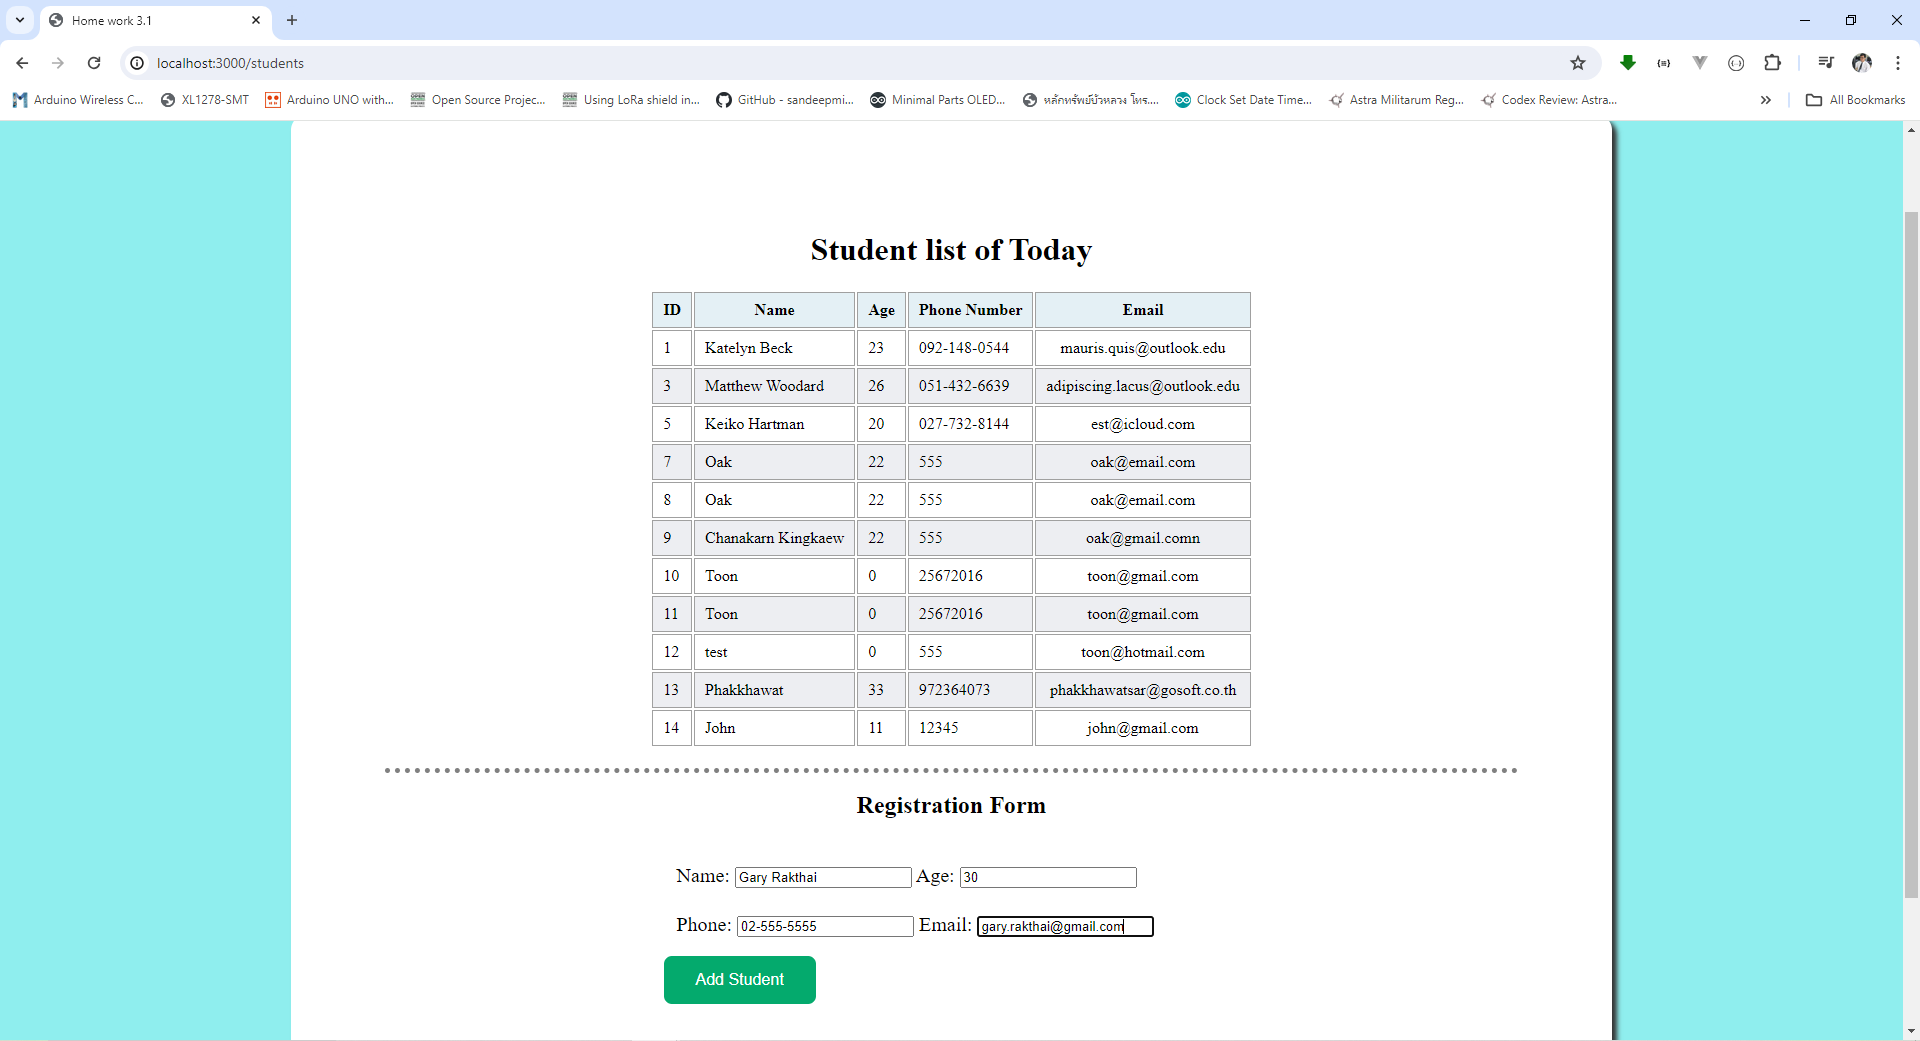 Home work 3.1
localhost:3000/students
Arduino Wireless C... XL1278-SMT Arduino UNO with... Open Source Projec... Using LoRa shield in... GitHub - sandeepmi... Minimal Parts OLED... หลักทรัพย์บัวหลวง โทร.... Clock Set Date Time... Astra Militarum Reg... Codex Review: Astra... » All Bookmarks
Student list of Today
ID Name Age Phone Number Email
1 Katelyn Beck 23 092-148-0544 mauris.quis@outlook.edu
3 Matthew Woodard 26 051-432-6639 adipiscing.lacus@outlook.edu
5 Keiko Hartman 20 027-732-8144 est@icloud.com
7 Oak 22 555 oak@email.com
8 Oak 22 555 oak@email.com
9 Chanakarn Kingkaew 22 555 oak@gmail.comn
10 Toon 0 25672016 toon@gmail.com
11 Toon 0 25672016 toon@gmail.com
12 test 0 555 toon@hotmail.com
13 Phakkhawat 33 972364073 phakkhawatsar@gosoft.co.th
14 John 11 12345 john@gmail.com
Registration Form
Name: Gary Rakthai Age: 30
Phone: 02-555-5555 Email: gary.rakthai@gmail.com
Add Student